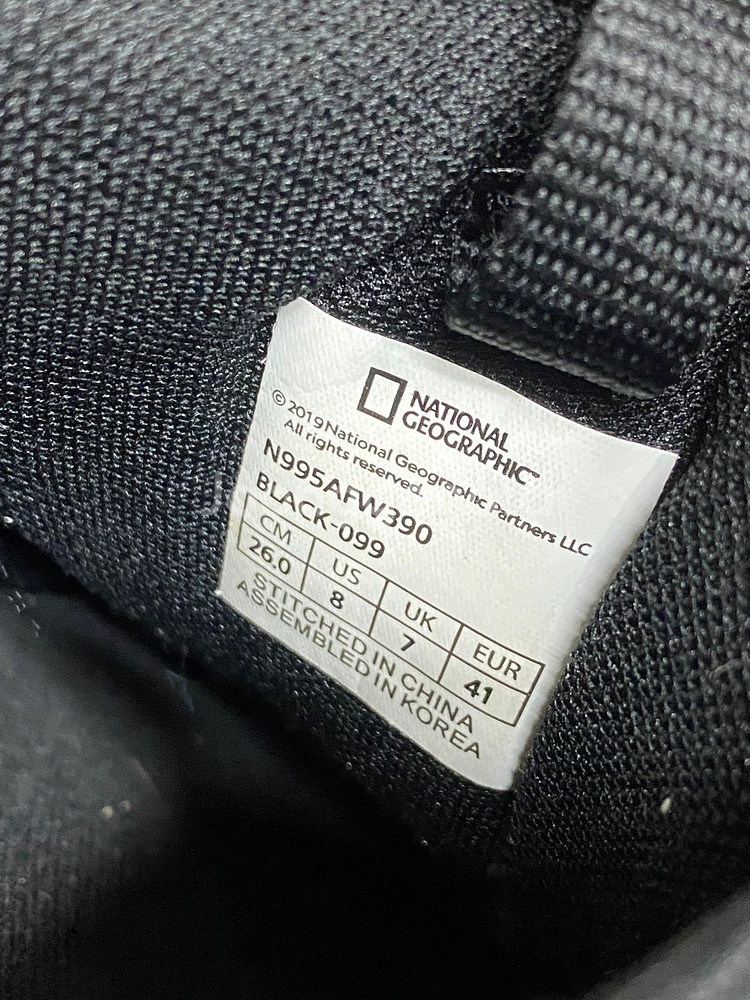 NATIONAL
GEOGRAPHIC™
© 2019 National Geographic Partners LLC
All rights reserved.
N995AFW390
BLACK-099
CM US UK EUR
26.0 8 7 41
STITCHED IN CHINA
ASSEMBLED IN KOREA